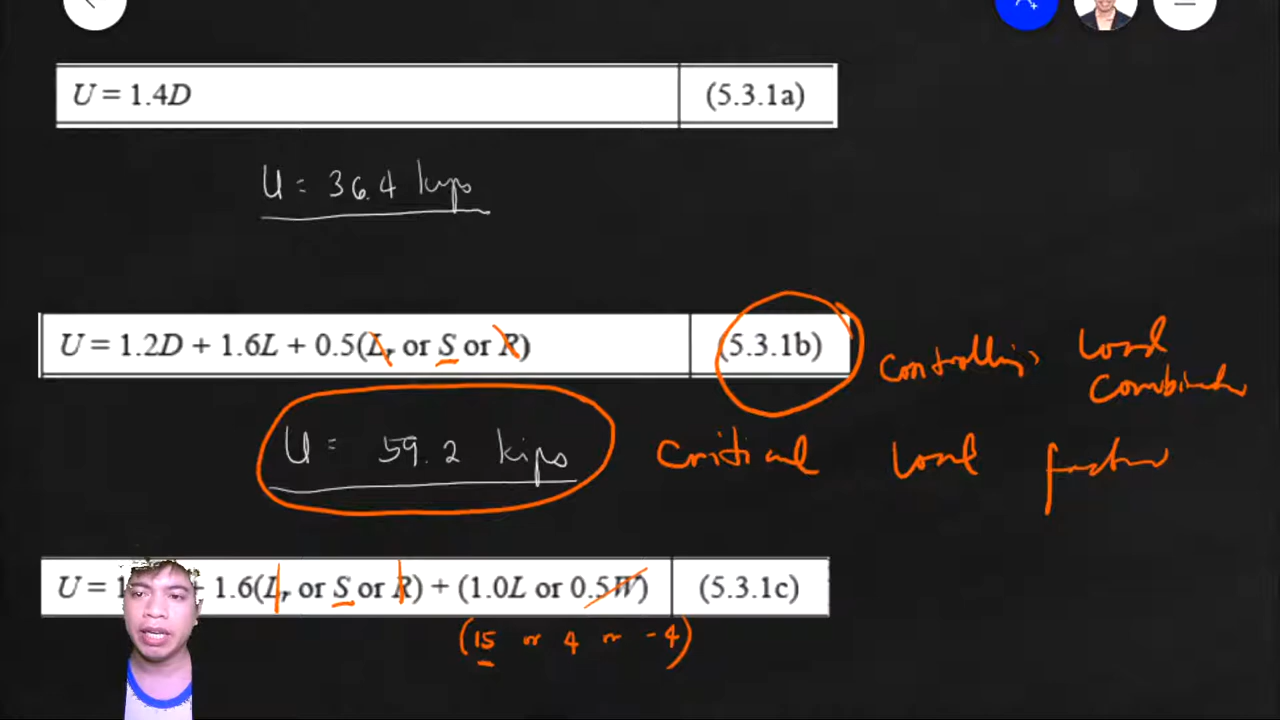 U = 1.4D (5.3.1a)
U = 36.4 kips
U = 1.2D + 1.6L + 0.5(Lr or S or R) (5.3.1b)
controlling load
combination
U = 59.2 kips critical load factor
U = 1 + 1.6(Lr or S or R) + (1.0L or 0.5W) (5.3.1c)
(15 or 4 or -4)